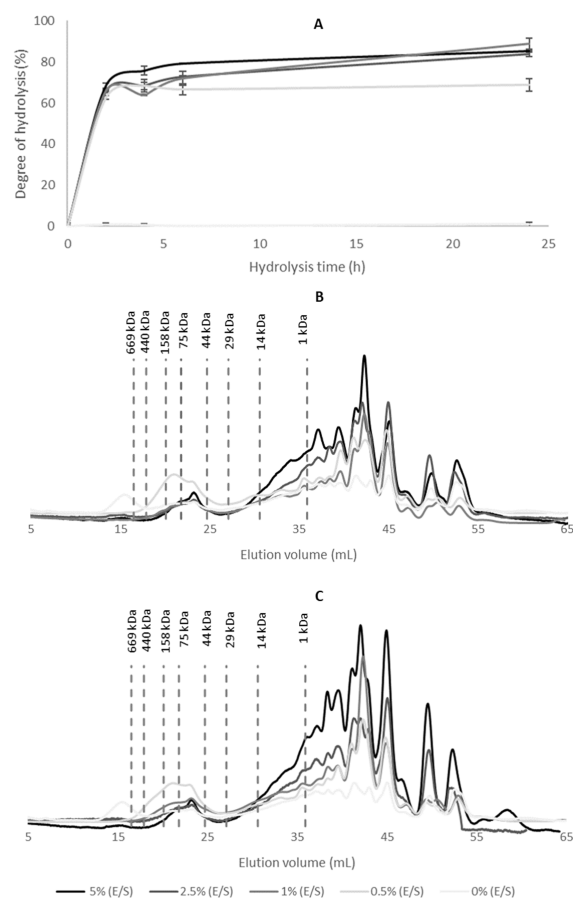 A
100
80
60
40
20
0
Degree of hydrolysis (%)
0 5 10 15 20 25
Hydrolysis time (h)
B
669 kDa 440 kDa 158 kDa 75 kDa 44 kDa 29 kDa 14 kDa 1 kDa
5 15 25 35 45 55 65
Elution volume (mL)
C
669 kDa 440 kDa 158 kDa 75 kDa 44 kDa 29 kDa 14 kDa 1 kDa
5 15 25 35 45 55 65
Elution volume (mL)
5% (E/S) 2.5% (E/S) 1% (E/S) 0.5% (E/S) 0% (E/S)